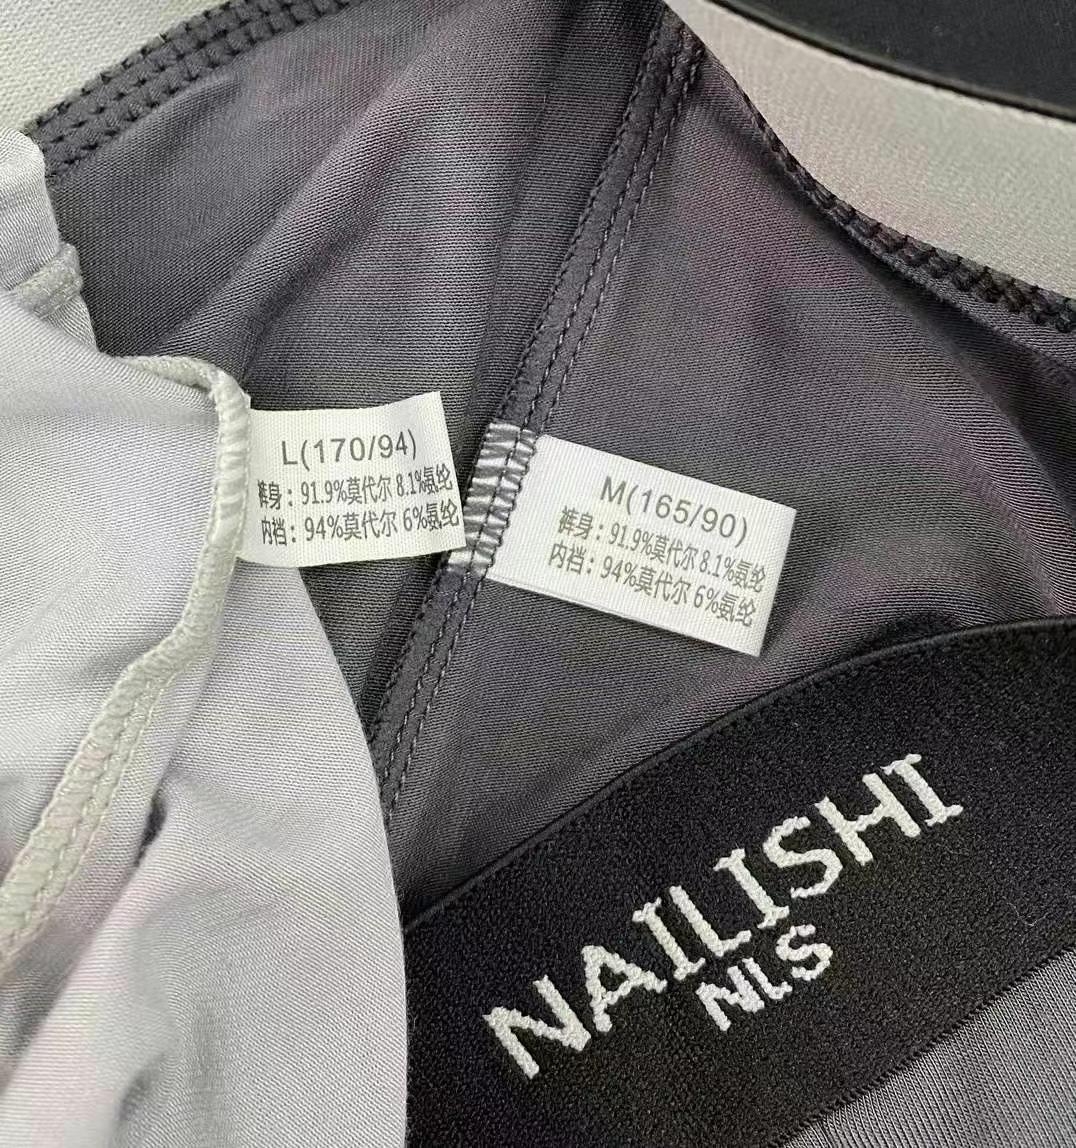 L(170/94)
裤身：91.9%莫代尔 8.1%氨纶
内裆：94%莫代尔 6%氨纶
M(165/90)
裤身：91.9%莫代尔 8.1%氨纶
内裆：94%莫代尔 6%氨纶
NAILISHI
NLS